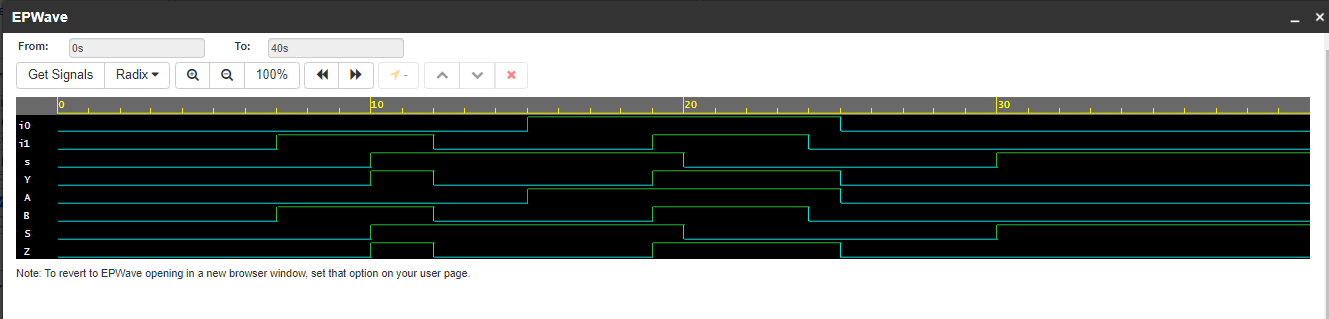 EPWave
From: 0s To: 40s
Get Signals Radix 100% -
0 10 20 30
i0
i1
s
Y
A
B
S
Z
Note: To revert to EPWave opening in a new browser window, set that option on your user page.